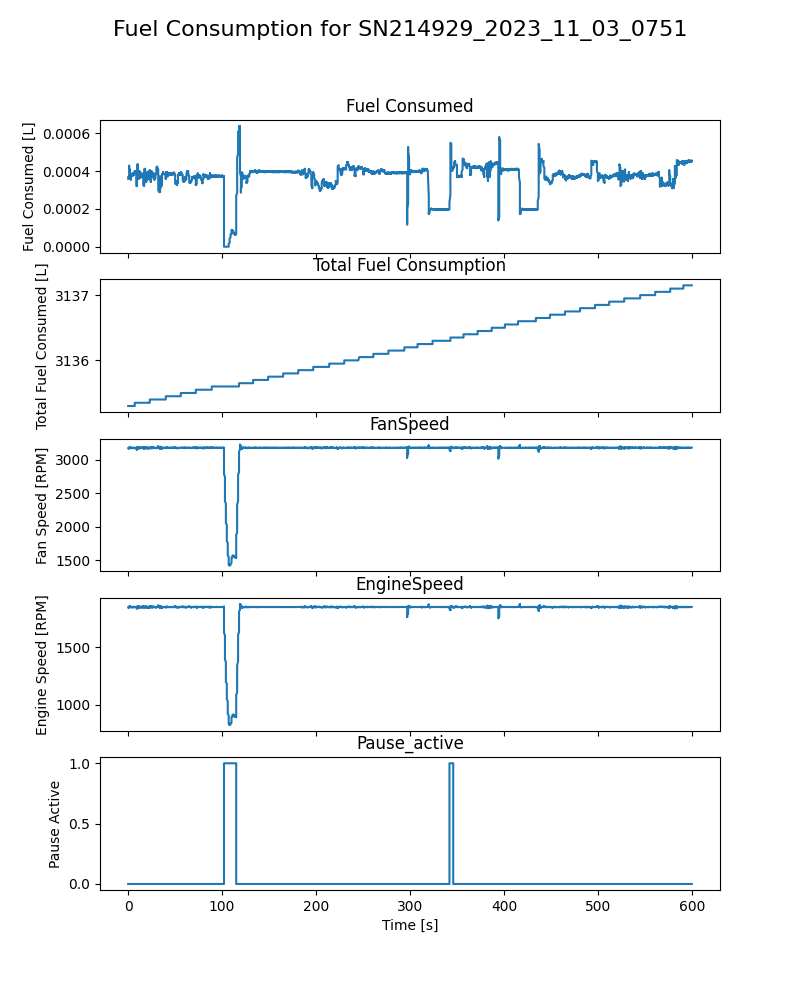 Fuel Consumption for SN214929_2023_11_03_0751
Fuel Consumed
Fuel Consumed [L]
0.0006
0.0004
0.0002
0.0000
Total Fuel Consumption
Total Fuel Consumed [L]
3137
3136
FanSpeed
Fan Speed [RPM]
3000
2500
2000
1500
EngineSpeed
Engine Speed [RPM]
1500
1000
Pause_active
Pause Active
1.0
0.5
0.0
0 100 200 300 400 500 600
Time [s]